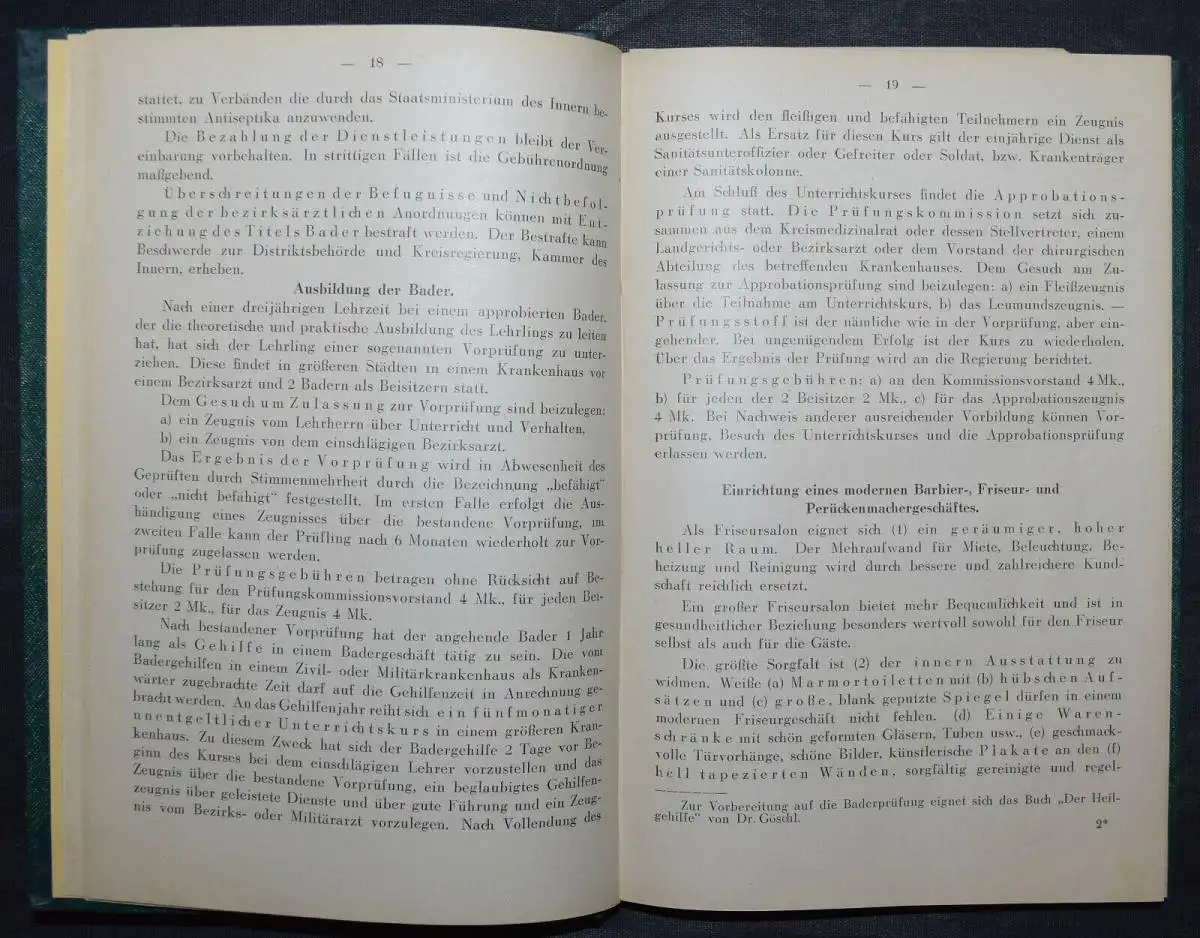 — 18 —
stattet, zu Verbänden die durch das Staatsministerium des Innern be-
stimmten Antiseptika anzuwenden.
Die Bezahlung der Dienstleistungen bleibt der Ver-
einbarung vorbehalten. In strittigen Fällen ist die Gebührenordnung
maßgebend.
Überschreitungen der Befugnisse und Nichtbefol-
gung der bezirksärztlichen Anordnungen können mit Ent-
ziehung des Titels Bader bestraft werden. Der Bestrafte kann
Beschwerde zur Distriktsbehörde und Kreisregierung, Kammer des
Innern, erheben.
Ausbildung der Bader.
Nach einer dreijährigen Lehrzeit bei einem approbierten Bader,
der die theoretische und praktische Ausbildung des Lehrlings zu leiten
hat, hat sich der Lehrling einer sogenannten Vorprüfung zu unter-
ziehen. Diese findet in größeren Städten in einem Krankenhaus vor
einem Bezirksarzt und 2 Badern als Beisitzern statt.
Dem Gesuch um Zulassung zur Vorprüfung sind beizulegen:
a) ein Zeugnis vom Lehrherrn über Unterricht und Verhalten,
b) ein Zeugnis von dem einschlägigen Bezirksarzt.
Das Ergebnis der Vorprüfung wird in Abwesenheit des
Geprüften durch Stimmenmehrheit durch die Bezeichnung „befähigt“
oder „nicht befähigt“ festgestellt. Im ersten Falle erfolgt die Aus-
händigung eines Zeugnisses über die bestandene Vorprüfung, im
zweiten Falle kann der Prüfling nach 6 Monaten wiederholt zur Vor-
prüfung zugelassen werden.
Die Prüfungsgebühren betragen ohne Rücksicht auf Be-
stehung für den Prüfungskommissionsvorstand 4 Mk., für jeden Bei-
sitzer 2 Mk., für das Zeugnis 4 Mk.
Nach bestandener Vorprüfung hat der angehende Bader 1 Jahr
lang als Gehilfe in einem Badergeschäft tätig zu sein. Die vom
Badergehilfen in einem Zivil- oder Militärkrankenhaus als Kranken-
wärter zugebrachte Zeit darf auf die Gehilfenzeit in Anrechnung ge-
bracht werden. An das Gehilfenjahr reiht sich ein fünfmonatiger
unentgeltlicher Unterrichtskurs in einem größeren Kran-
kenhaus. Zu diesem Zweck hat sich der Badergehilfe 2 Tage vor Be-
ginn des Kurses bei dem einschlägigen Lehrer vorzustellen und das
Zeugnis über die bestandene Vorprüfung, ein beglaubigtes Gehilfen-
zeugnis über geleistete Dienste und über gute Führung und ein Zeug-
nis vom Bezirks- oder Militärarzt vorzulegen. Nach Vollendung des
— 19 —
Kurses wird den fleißigen und befähigten Teilnehmern ein Zeugnis
ausgestellt. Als Ersatz für diesen Kurs gilt der einjährige Dienst als
Sanitätsunteroffizier oder Gefreiter oder Soldat, bzw. Krankenträger
einer Sanitätskolonne.
Am Schluß des Unterrichtskurses findet die Approbations-
prüfung statt. Die Prüfungskommission setzt sich zu-
sammen aus dem Kreismedizinalrat oder dessen Stellvertreter, einem
Landgerichts- oder Bezirksarzt oder dem Vorstand der chirurgischen
Abteilung des betreffenden Krankenhauses. Dem Gesuch um Zu-
lassung zur Approbationsprüfung sind beizulegen: a) ein Fleißzeugnis
über die Teilnahme am Unterrichtskurs, b) das Leumundszeugnis. —
Prüfungsstoff ist der nämliche wie in der Vorprüfung, aber ein-
gehender. Bei ungenügendem Erfolg ist der Kurs zu wiederholen.
Über das Ergebnis der Prüfung wird an die Regierung berichtet.
Prüfungsgebühren: a) an den Kommissionsvorstand 4 Mk.,
b) für jeden der 2 Beisitzer 2 Mk., c) für das Approbationszeugnis
4 Mk. Bei Nachweis anderer ausreichender Vorbildung können Vor-
prüfung, Besuch des Unterrichtskurses und die Approbationsprüfung
erlassen werden.
Einrichtung eines modernen Barbier-, Friseur- und
Perückenmachergeschäftes.
Als Friseursalon eignet sich (1) ein geräumiger, hoher
heller Raum. Der Mehraufwand für Miete, Beleuchtung, Be-
heizung und Reinigung wird durch bessere und zahlreichere Kund-
schaft reichlich ersetzt.
Ein großer Friseursalon bietet mehr Bequemlichkeit und ist in
gesundheitlicher Beziehung besonders wertvoll sowohl für den Friseur
selbst als auch für die Gäste.
Die größte Sorgfalt ist (2) der innern Ausstattung zu
widmen. Weiße (a) Marmortoiletten mit (b) hübschen Auf-
sätzen und (c) große, blank geputzte Spiegel dürfen in einem
modernen Friseurgeschäft nicht fehlen. (d) Einige Waren-
schränke mit schön geformten Gläsern, Tuben usw., (e) geschmack-
volle Türvorhänge, schöne Bilder, künstlerische Plakate an den (f)
hell tapezierten Wänden, sorgfältig gereinigte und regel-
Zur Vorbereitung auf die Baderprüfung eignet sich das Buch „Der Heil-
gehilfe“ von Dr. Göschl.
2*